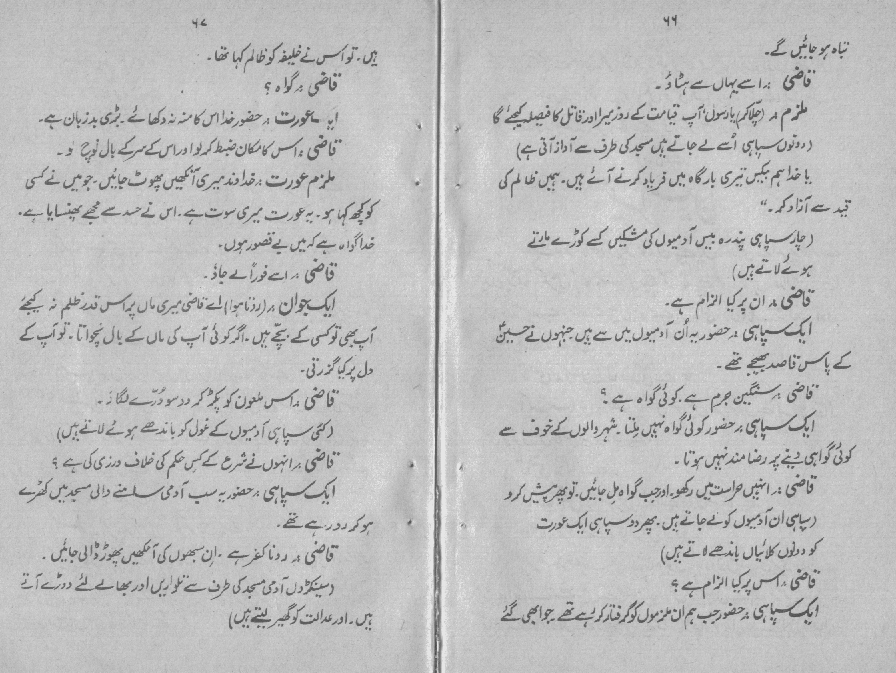 ۶۶
تباہ ہو جائیں گے۔
قاضی :۔ اسے یہاں سے ہٹا دو۔
ملزم :۔ (چلّا کر) یا رسول! آپ قیامت کے روز میرا اور قاتل کا فیصلہ کیجئے گا
(دونوں سپاہی اُسے لے جاتے ہیں مسجد کی طرف سے آواز آتی ہے)
یا خدا ہم بیکس تیری بارگاہ میں فریاد کرنے آئے ہیں۔ ہمیں ظالم کی
قید سے آزاد کر۔"
(چار سپاہی پندرہ بیس آدمیوں کی مشکیں کسے کوڑے مارتے
ہوئے لاتے ہیں)
قاضی :۔ ان پر کیا الزام ہے۔
ایک سپاہی :۔ حضور یہ اُن آدمیوں میں سے ہیں جنہوں نے حسینؑ
کے پاس قاصد بھیجے تھے۔
قاضی :۔ سنگین جرم ہے۔ کوئی گواہ ہے ؟
ایک سپاہی :۔ حضور کوئی گواہ نہیں ملتا۔ شہر والوں کے خوف سے
کوئی گواہی دینے پر رضامند نہیں ہوتا ۔
قاضی :۔ انہیں حراست میں رکھو۔ اور جب گواہ مل جائیں۔ تو پھر پیش کرو
(سپاہی ان آدمیوں کو لے جاتے ہیں۔ پھر دو سپاہی ایک عورت
کو دونوں کلائیاں باندھے لاتے ہیں)
قاضی :۔ اس پر کیا الزام ہے ؟
ایک سپاہی :۔ حضور جب ہم ان ملزموں کو گرفتار کر رہے تھے۔ جو ابھی گئے
۶۷
ہیں۔ تو اس نے خلیفہ کو ظالم کہا تھا۔
قاضی :۔ گواہ ؟
ایک عورت :۔ حضور خدا اس کا منہ نہ دکھائے۔ بڑی بدزبان ہے۔
قاضی :۔ اس کا مکان ضبط کر لو اور اس کے سر کے بال نوچ لو۔
ملزم عورت :۔ خداوند میری آنکھیں پھوٹ جائیں۔ جو میں نے کسی
کو کچھ کہا ہو۔ یہ عورت میری سوت ہے۔ اس نے حسد سے مجھے پھنسایا ہے۔
خدا گواہ ہے کہ میں بے قصور ہوں۔
قاضی :۔ اسے فوراً لے جاؤ۔
ایک جوان :۔ (روتا ہوا) اے قاضی میری ماں پر اس قدر ظلم نہ کیجئے
آپ بھی تو کسی کے بچے ہیں۔ اگر کوئی آپ کی ماں کے بال نچواتا۔ تو آپ کے
دل پر کیا گزرتی۔
قاضی :۔ اس ملعون کو پکڑ کر دو سو دُرّے لگاؤ۔
(کئی سپاہی آدمیوں کے غول کو باندھے ہوئے لاتے ہیں)
قاضی :۔ انہوں نے شرع کے کس حکم کی خلاف ورزی کی ہے ؟
ایک سپاہی :۔ حضور یہ سب آدمی سامنے والی مسجد میں کھڑے
ہو کر رو رہے تھے۔
قاضی :۔ رونا کفر ہے۔ ان سبھوں کی آنکھیں پھوڑ ڈالی جائیں ۔
(سینکڑوں آدمی مسجد کی طرف سے تلواریں اور بھالے لئے دوڑے آتے
ہیں۔ اور عدالت کو گھیر لیتے ہیں)